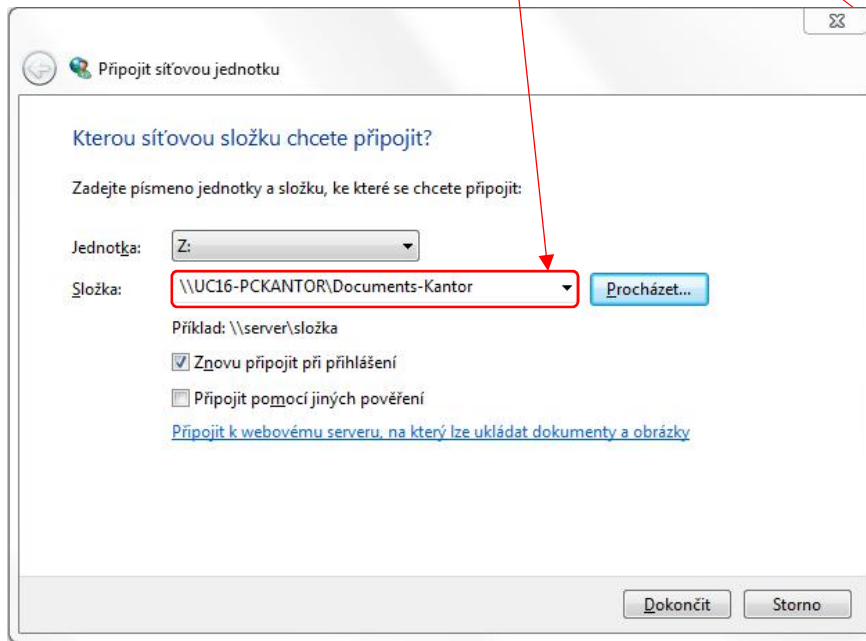 Připojit síťovou jednotku
Kterou síťovou složku chcete připojit?
Zadejte písmeno jednotky a složku, ke které se chcete připojit:
Jednotka: Z:
Složka: \\UC16-PCKANTOR\Documents-Kantor Procházet...
Příklad: \\server\složka
Znovu připojit při přihlášení
Připojit pomocí jiných pověření
Připojit k webovému serveru, na který lze ukládat dokumenty a obrázky
Dokončit Storno